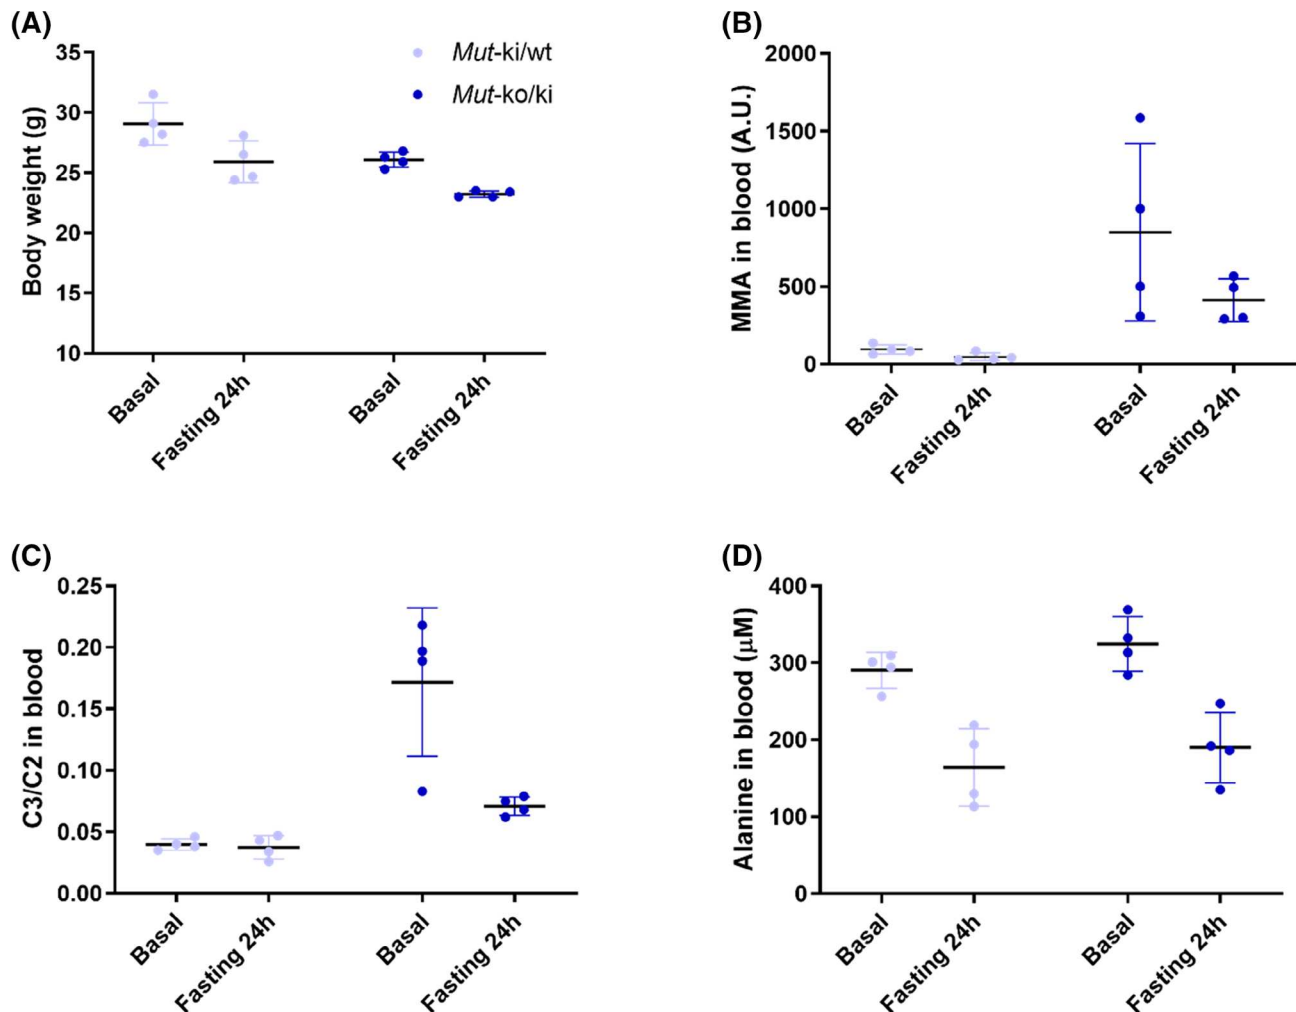 (A)
Body weight (g)
35
30
25
20
15
10
Mut-ki/wt
Mut-ko/ki
Basal
Fasting 24h
Basal
Fasting 24h
(B)
MMA in blood (A.U.)
2000
1500
1000
500
0
Basal
Fasting 24h
Basal
Fasting 24h
(C)
C3/C2 in blood
0.25
0.20
0.15
0.10
0.05
0.00
Basal
Fasting 24h
Basal
Fasting 24h
(D)
Alanine in blood (μM)
400
300
200
100
0
Basal
Fasting 24h
Basal
Fasting 24h